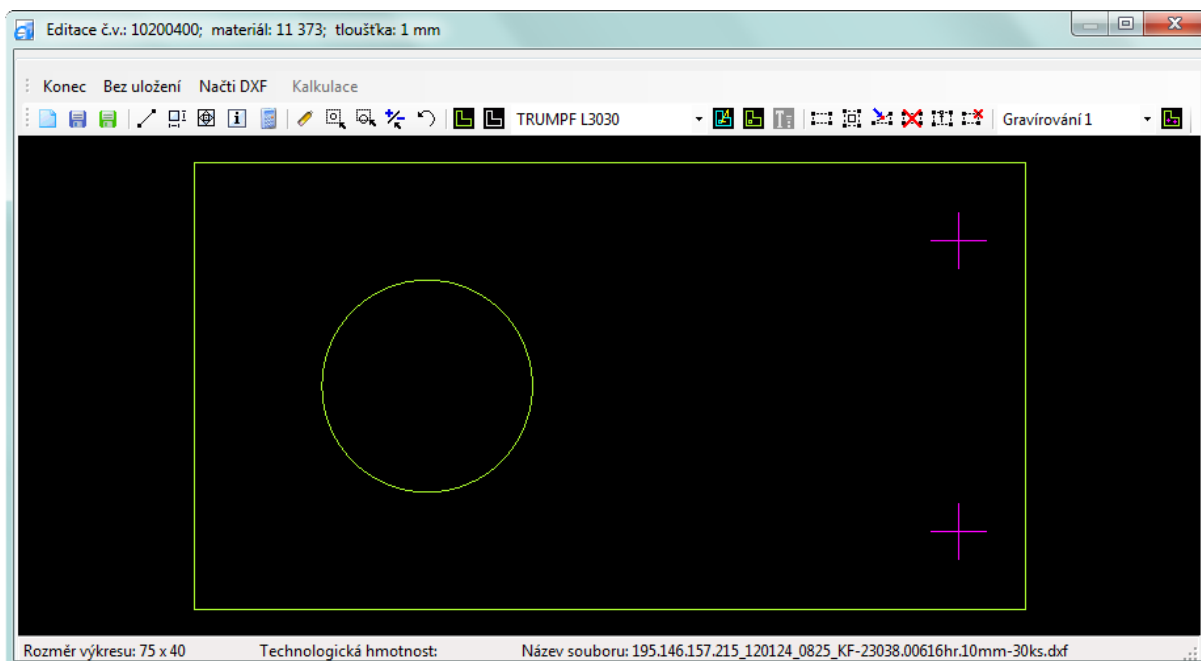 Editace č.v.: 10200400; materiál: 11 373; tloušťka: 1 mm
Konec Bez uložení Načti DXF Kalkulace
TRUMPF L3030 Gravírování 1
Rozměr výkresu: 75 x 40 Technologická hmotnost: Název souboru: 195.146.157.215_120124_0825_KF-23038.00616hr.10mm-30ks.dxf